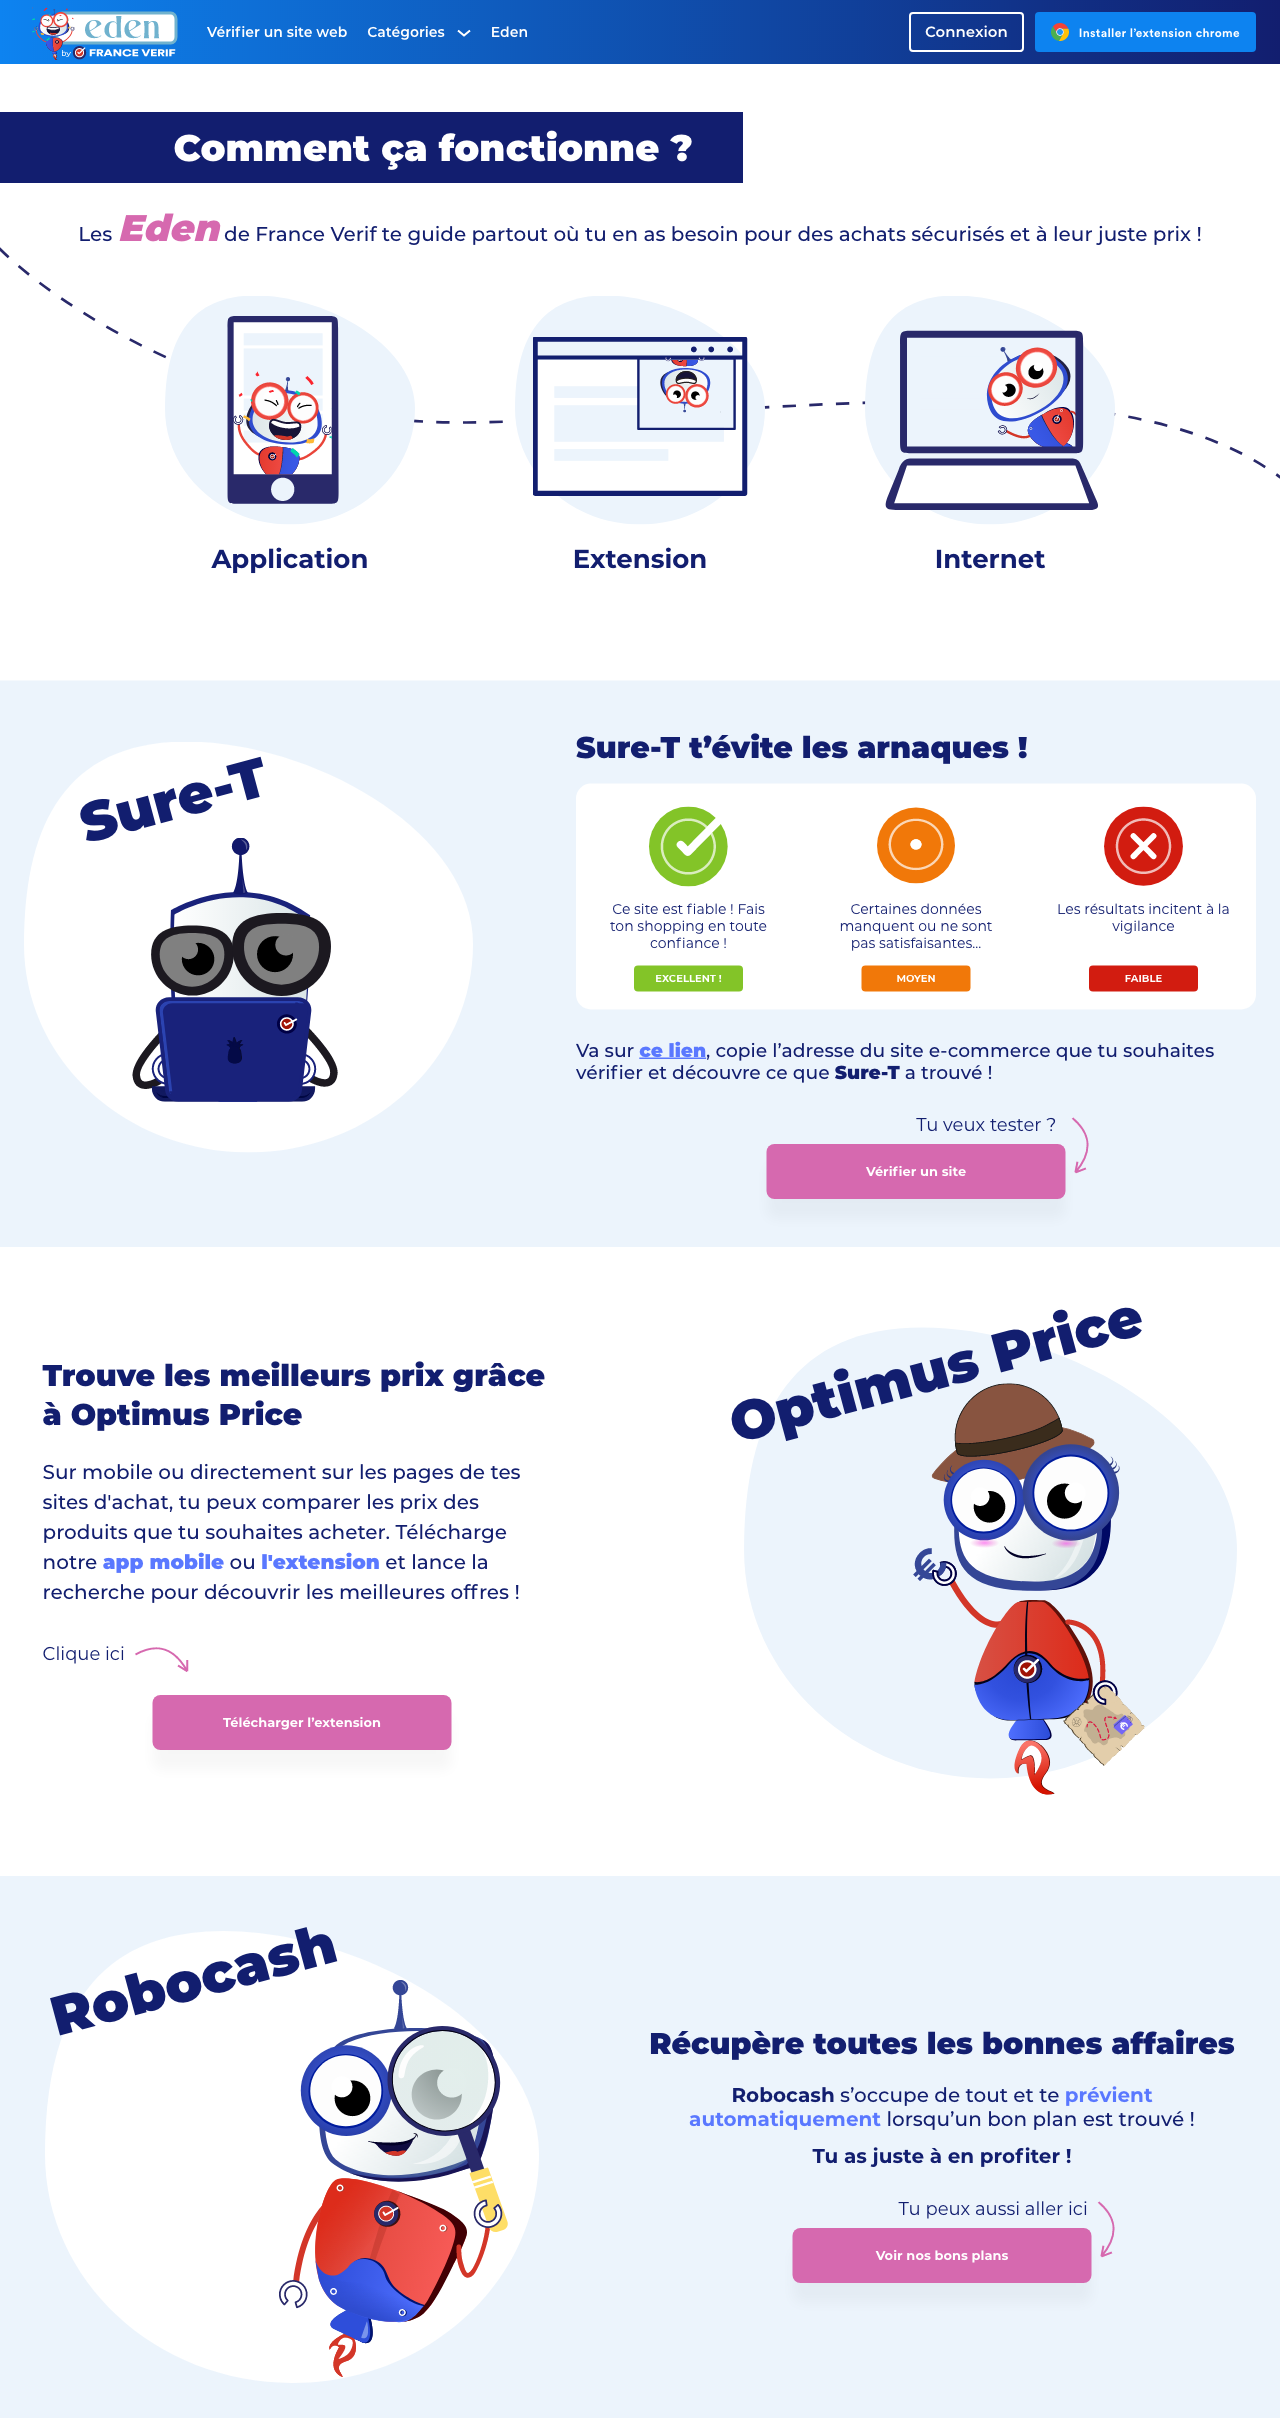 eden
by FRANCE VERIF
Vérifier un site web
Catégories
Eden
Connexion
Installer l'extension chrome
Comment ça fonctionne ?
Les Eden de France Verif te guide partout où tu en as besoin pour des achats sécurisés et à leur juste prix !
Application
Extension
Internet
Sure-T
Sure-T t’évite les arnaques !
Ce site est fiable ! Fais
ton shopping en toute
confiance !
EXCELLENT !
Certaines données
manquent ou ne sont
pas satisfaisantes...
MOYEN
Les résultats incitent à la
vigilance
FAIBLE
Va sur ce lien, copie l’adresse du site e-commerce que tu souhaites
vérifier et découvre ce que Sure-T a trouvé !
Tu veux tester ?
Vérifier un site
Optimus Price
Trouve les meilleurs prix grâce
à Optimus Price
Sur mobile ou directement sur les pages de tes
sites d'achat, tu peux comparer les prix des
produits que tu souhaites acheter. Télécharge
notre app mobile ou l'extension et lance la
recherche pour découvrir les meilleures offres !
Clique ici
Télécharger l’extension
€
Robocash
Récupère toutes les bonnes affaires
Robocash s’occupe de tout et te prévient
automatiquement lorsqu’un bon plan est trouvé !
Tu as juste à en profiter !
Tu peux aussi aller ici
Voir nos bons plans